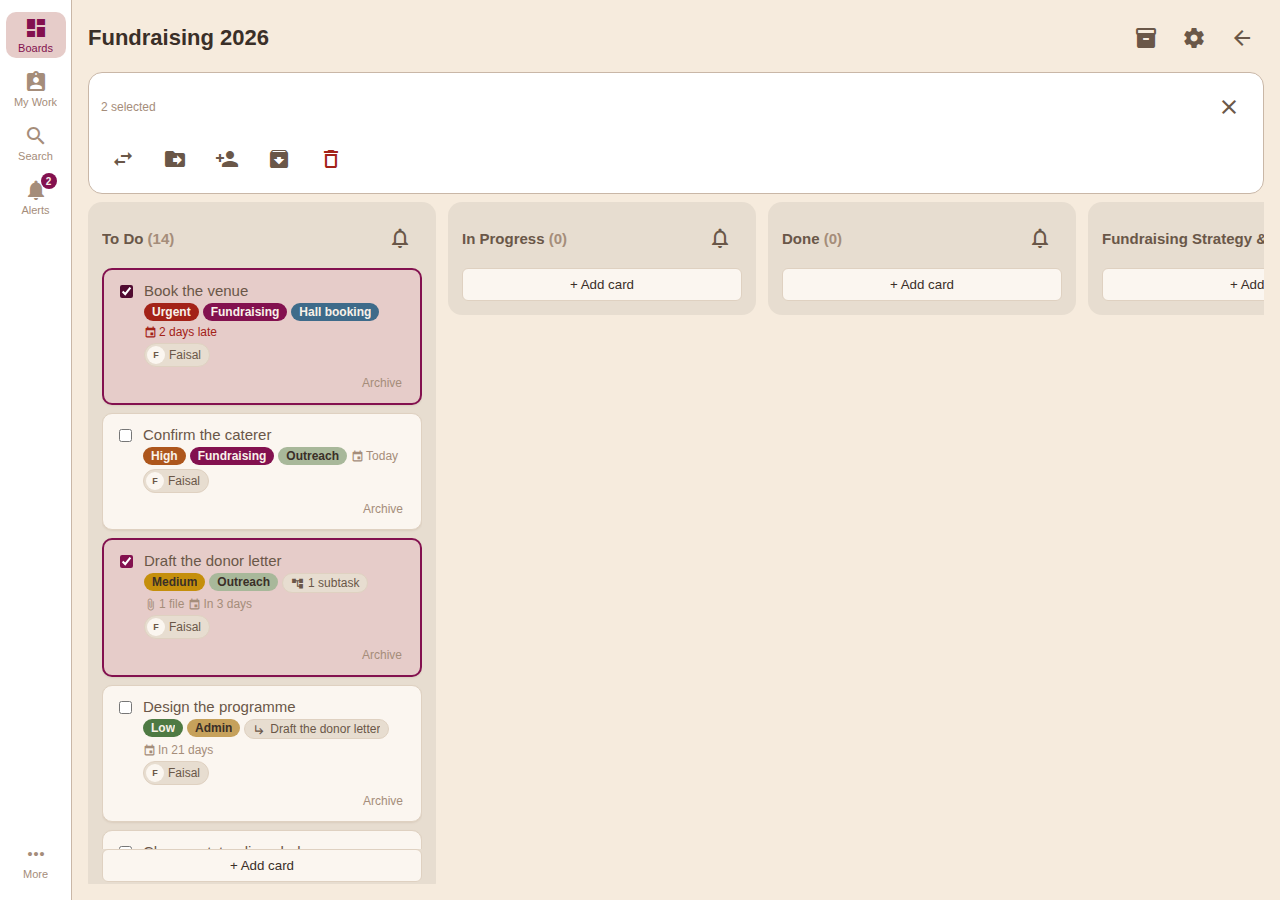 Boards
My Work
Search
2
Alerts
More
Fundraising 2026
2 selected
To Do (14)
Book the venue
Urgent Fundraising Hall booking
2 days late
F Faisal
Archive
Confirm the caterer
High Fundraising Outreach Today
F Faisal
Archive
Draft the donor letter
Medium Outreach 1 subtask
1 file In 3 days
F Faisal
Archive
Design the programme
Low Admin Draft the donor letter
In 21 days
F Faisal
Archive
+ Add card
In Progress (0)
+ Add card
Done (0)
+ Add card
Fundraising Strategy &
+ Add